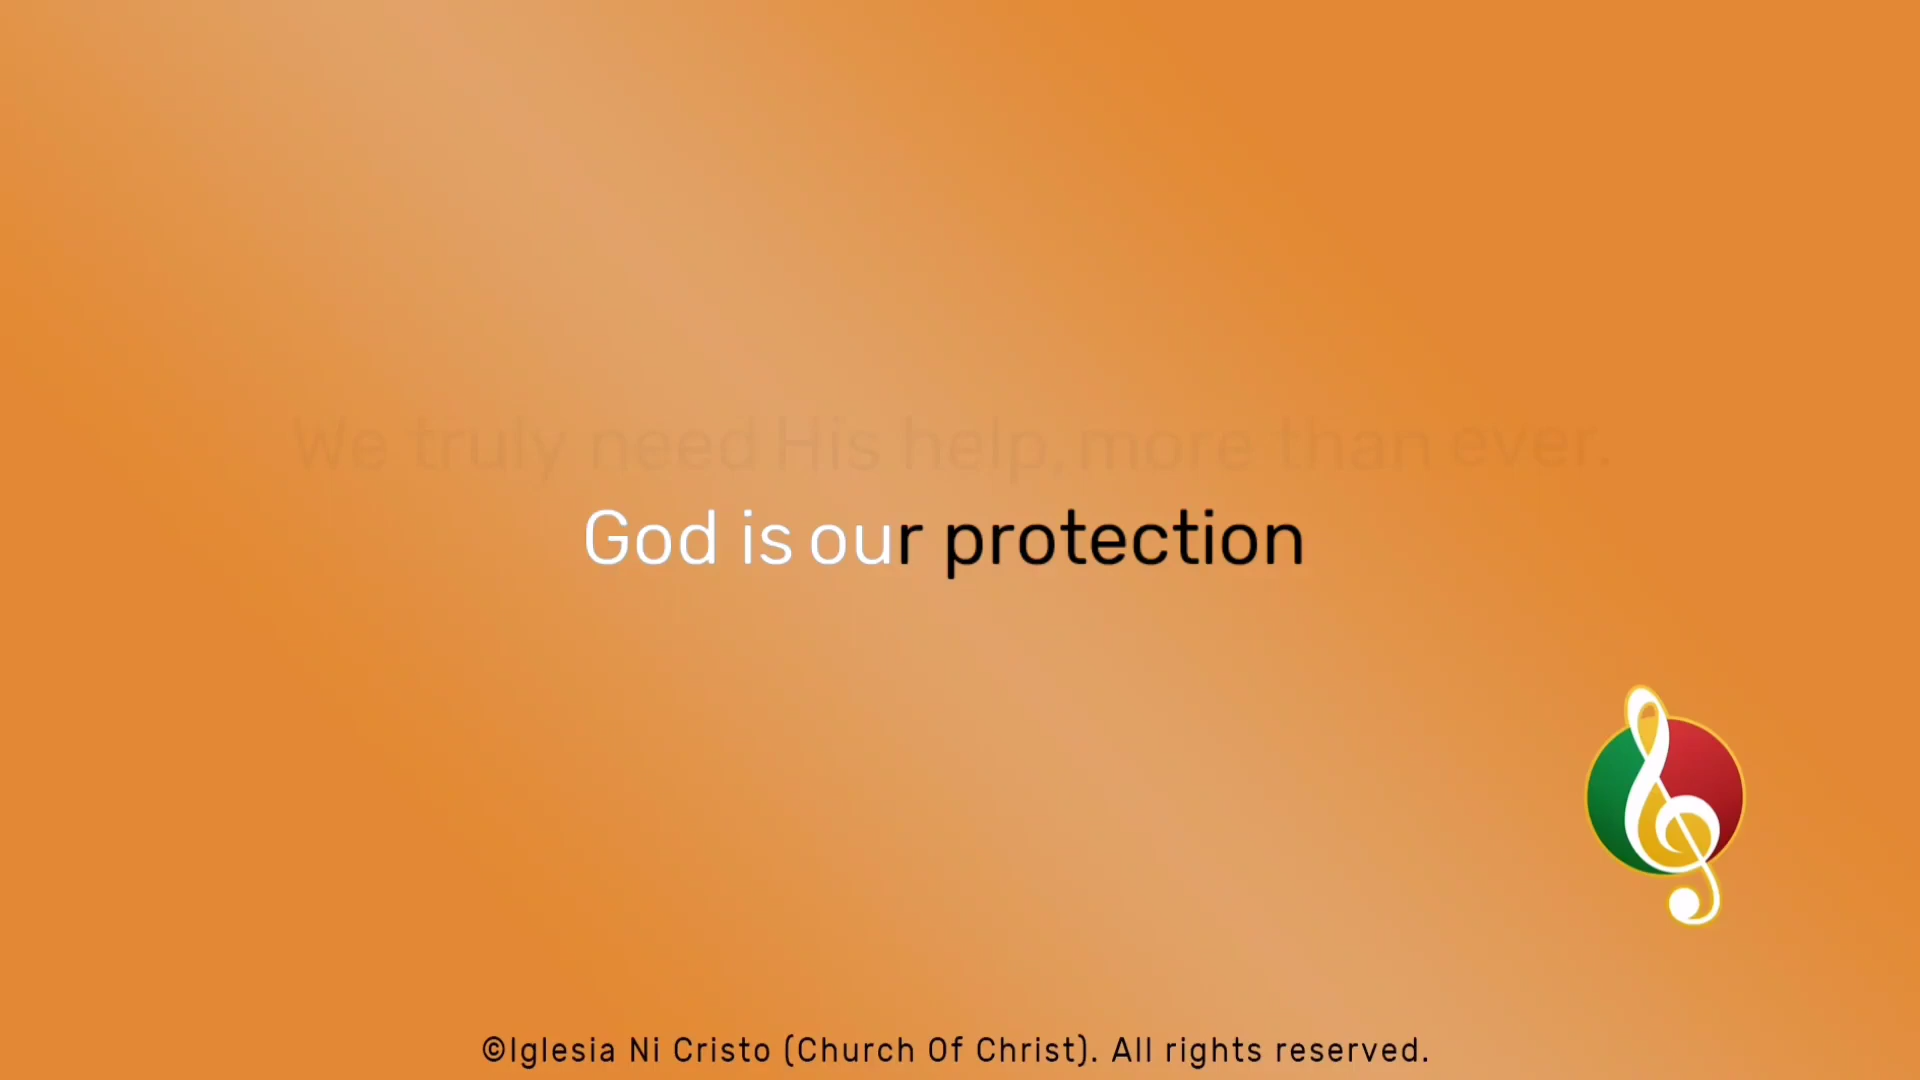 We truly need His help, more than ever.
God is our protection
©Iglesia Ni Cristo (Church Of Christ). All rights reserved.